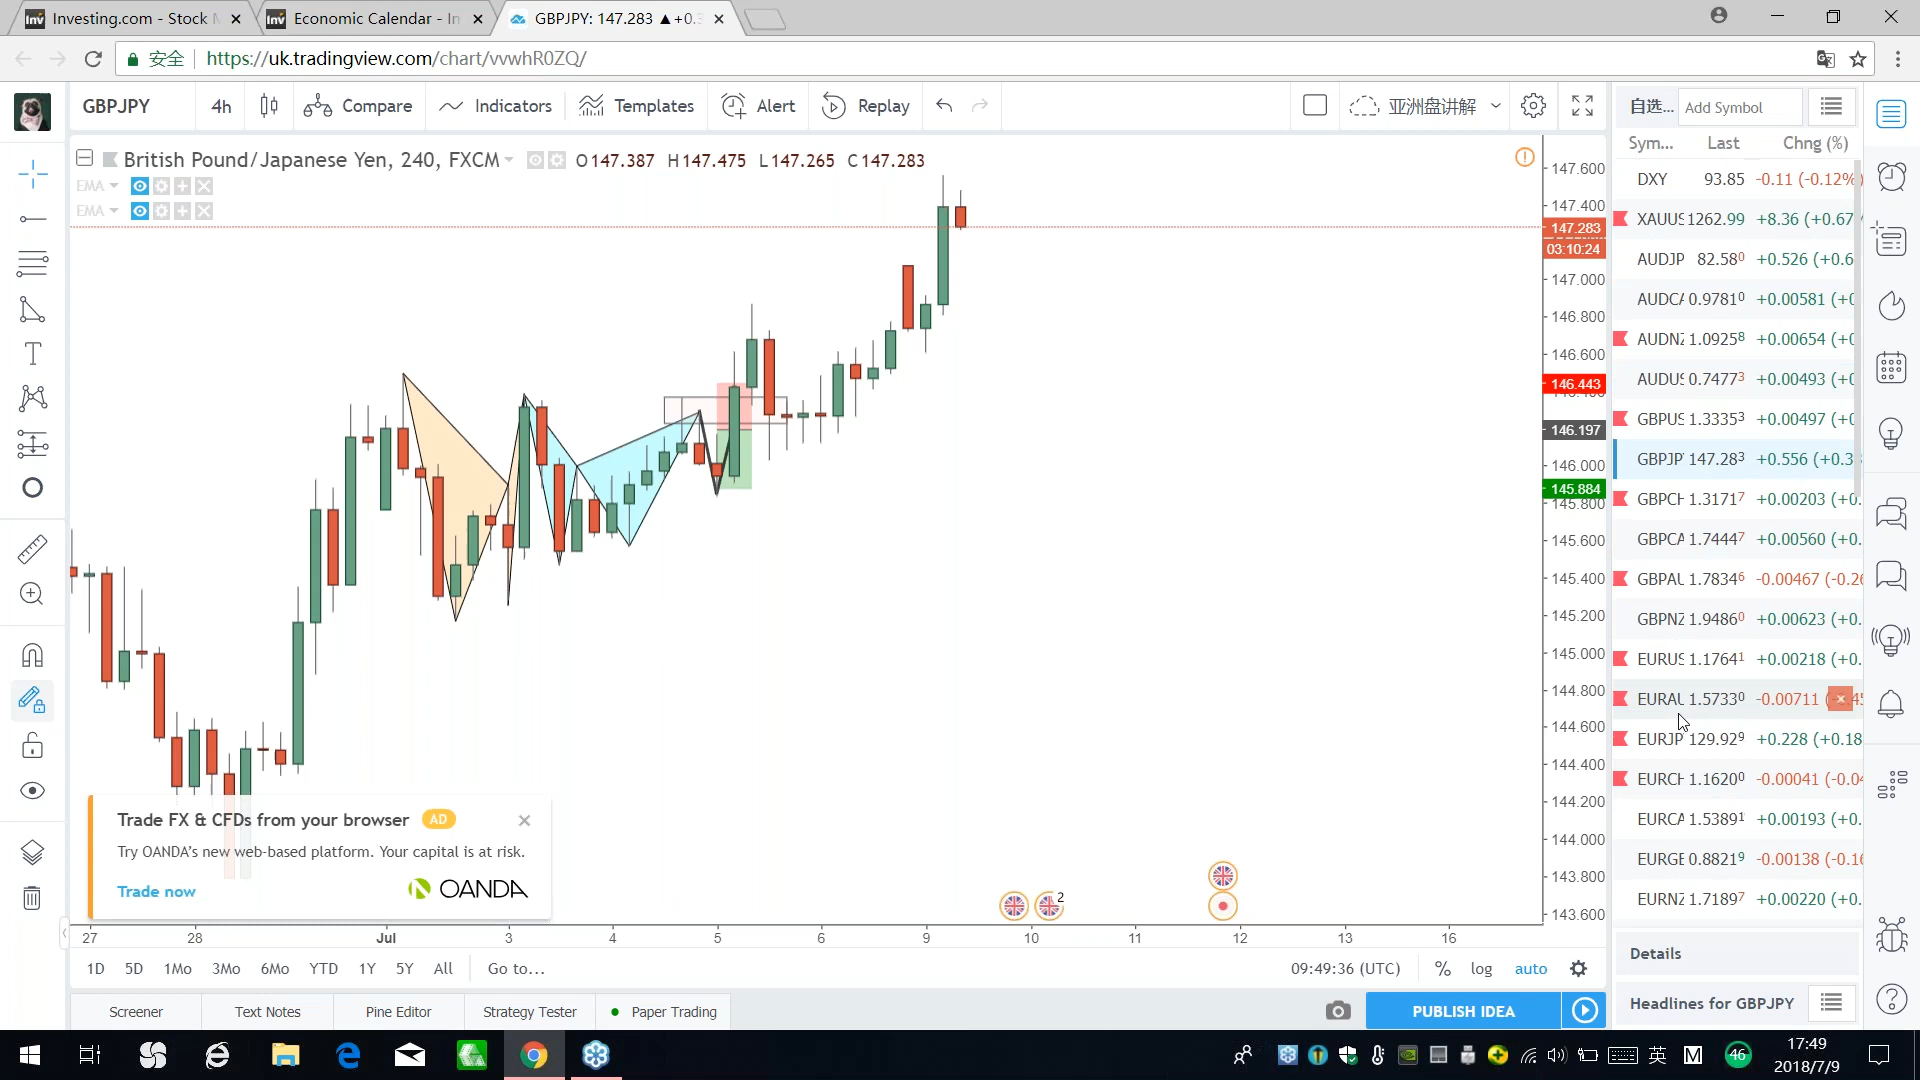 Investing.com - Stock M
Economic Calendar - In
GBPJPY: 147.283 ▲+0.3
安全
https://uk.tradingview.com/chart/vvwhR0ZQ/
GBPJPY
4h
Compare
Indicators
Templates
Alert
Replay
亚洲盘讲解
British Pound/Japanese Yen, 240, FXCM
O147.387 H147.475 L147.265 C147.283
EMA
EMA
147.600
147.400
147.283
03:10:24
147.000
146.800
146.600
146.443
146.197
146.000
145.884
145.800
145.600
145.400
145.200
145.000
144.800
144.600
144.400
144.200
144.000
143.800
143.600
Trade FX & CFDs from your browser AD
Try OANDA's new web-based platform. Your capital is at risk.
Trade now
OANDA
2
27 28 Jul 3 4 5 6 9 10 11 12 13 16
1D 5D 1Mo 3Mo 6Mo YTD 1Y 5Y All Go to...
09:49:36 (UTC) % log auto
Screener Text Notes Pine Editor Strategy Tester Paper Trading
PUBLISH IDEA
自选... Add Symbol
Sym... Last Chng (%)
DXY 93.85 -0.11 (-0.12%)
XAUUS 1262.99 +8.36 (+0.67
AUDJP 82.580 +0.526 (+0.6
AUDCA 0.97810 +0.00581 (+0
AUDNZ 1.09258 +0.00654 (+0
AUDUS 0.74773 +0.00493 (+0
GBPUS 1.33353 +0.00497 (+0
GBPJP 147.283 +0.556 (+0.3
GBPCH 1.31717 +0.00203 (+0.
GBPCA 1.74447 +0.00560 (+0.
GBPAU 1.78346 -0.00467 (-0.26
GBPNZ 1.94860 +0.00623 (+0.
EURUS 1.17641 +0.00218 (+0.
EURAU 1.57330 -0.00711 (
EURJP 129.929 +0.228 (+0.18
EURCH 1.16200 -0.00041 (-0.04
EURCA 1.53891 +0.00193 (+0.
EURGB 0.88219 -0.00138 (-0.16
EURNZ 1.71897 +0.00220 (+0.
Details
Headlines for GBPJPY
英
M
46
17:49
2018/7/9